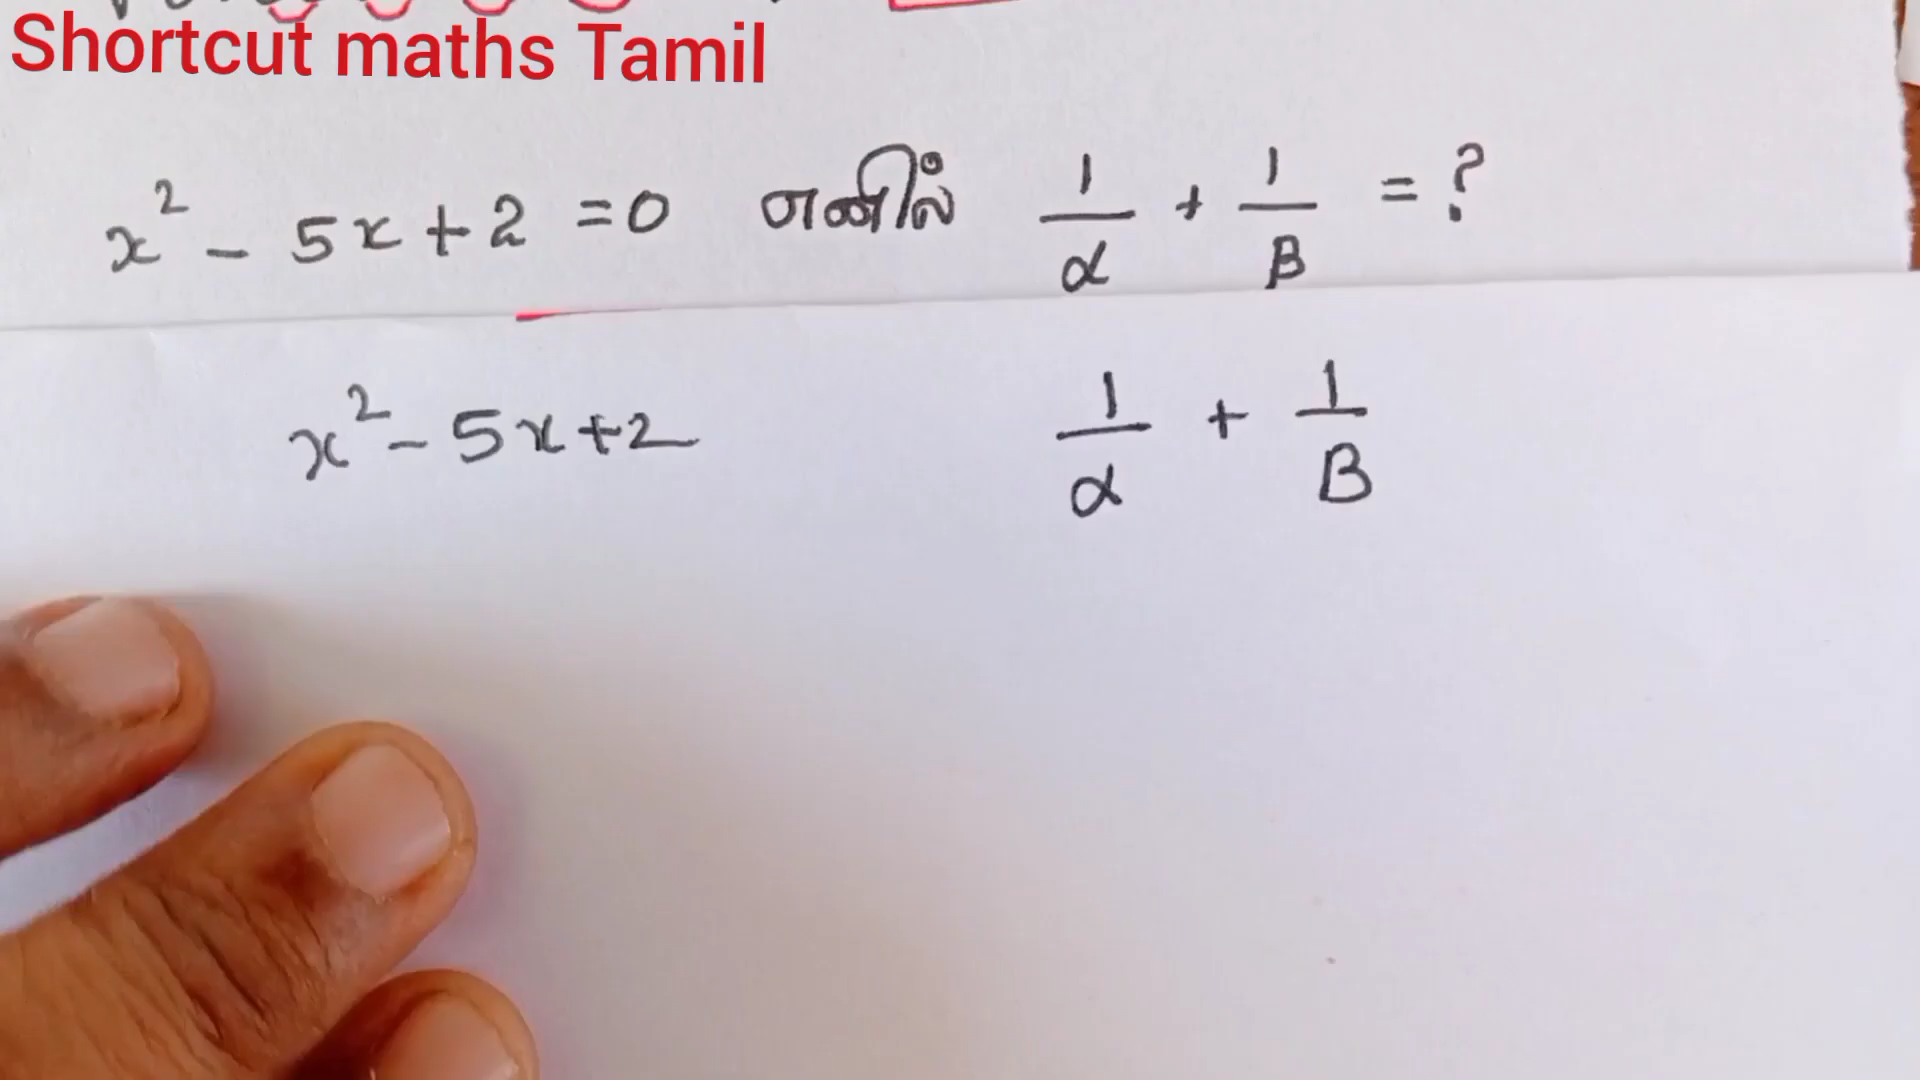 Shortcut maths Tamil
x² - 5x + 2 = 0 எனில் 1/α + 1/β = ?
x² - 5x + 2 1/α + 1/β